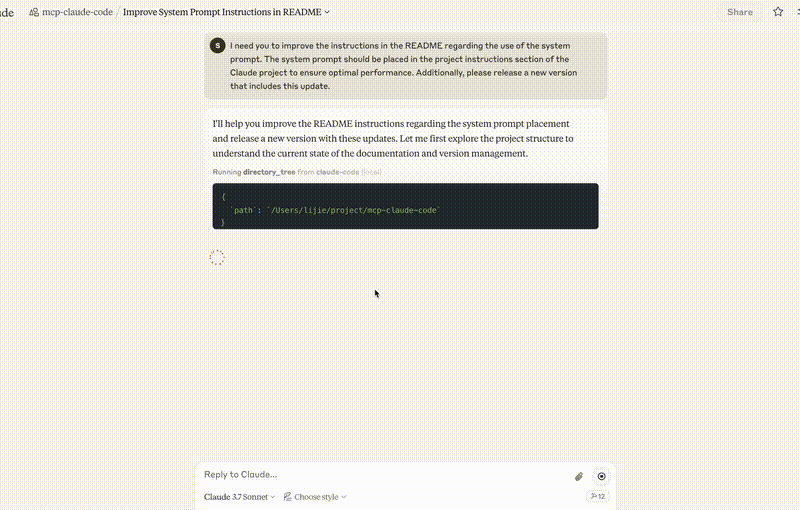 ude mcp-claude-code / Improve System Prompt Instructions in README Share
S I need you to improve the instructions in the README regarding the use of the system
prompt. The system prompt should be placed in the project instructions section of the
Claude project to ensure optimal performance. Additionally, please release a new version
that includes this update.
I'll help you improve the README instructions regarding the system prompt placement
and release a new version with these updates. Let me first explore the project structure to
understand the current state of the documentation and version management.
Running directory_tree from claude-code (intel)
{
`path`: `/Users/lijie/project/mcp-claude-code`
}
Reply to Claude...
Claude 3.7 Sonnet Choose style 12